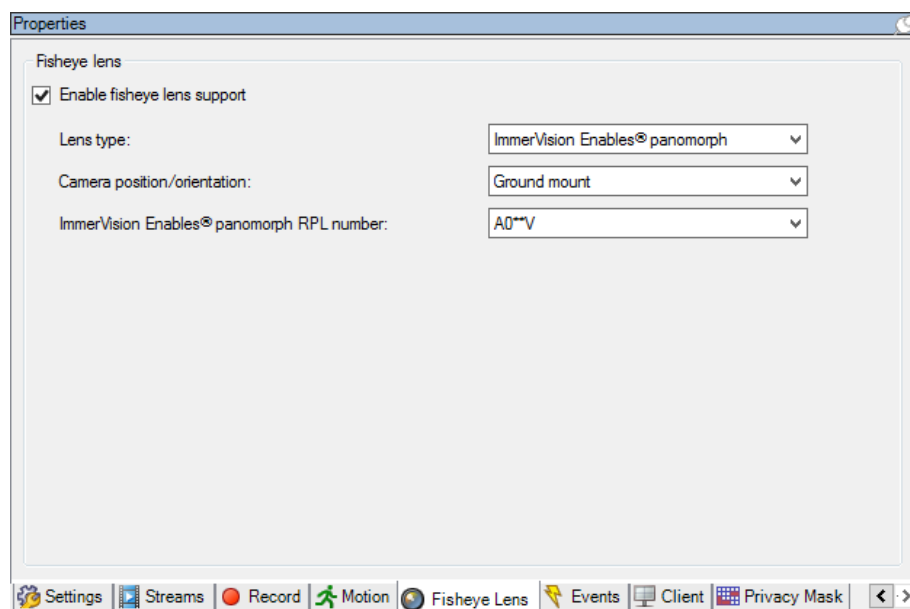 Properties
Fisheye lens
Enable fisheye lens support
Lens type: ImmerVision Enables® panomorph
Camera position/orientation: Ground mount
ImmerVision Enables® panomorph RPL number: A0**V
Settings Streams Record Motion Fisheye Lens Events Client Privacy Mask